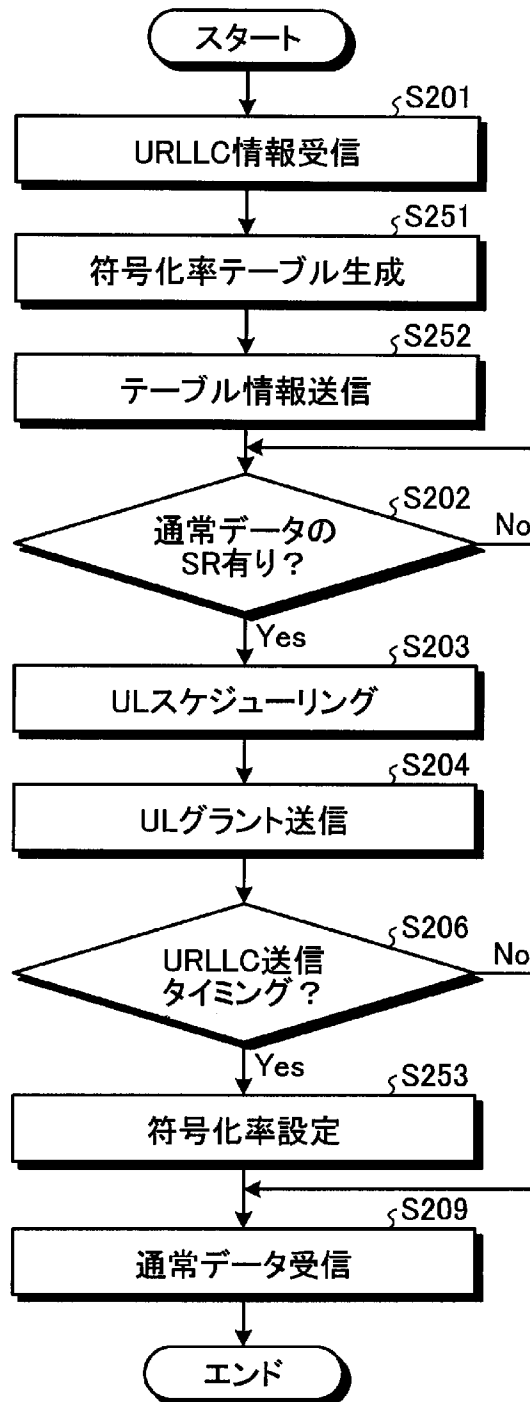 スタート
S201
URLLC情報受信
S251
符号化率テーブル生成
S252
テーブル情報送信
S202
通常データの
SR有り？
No
Yes
S203
ULスケジューリング
S204
ULグラント送信
S206
URLLC送信
タイミング？
No
Yes
S253
符号化率設定
S209
通常データ受信
エンド